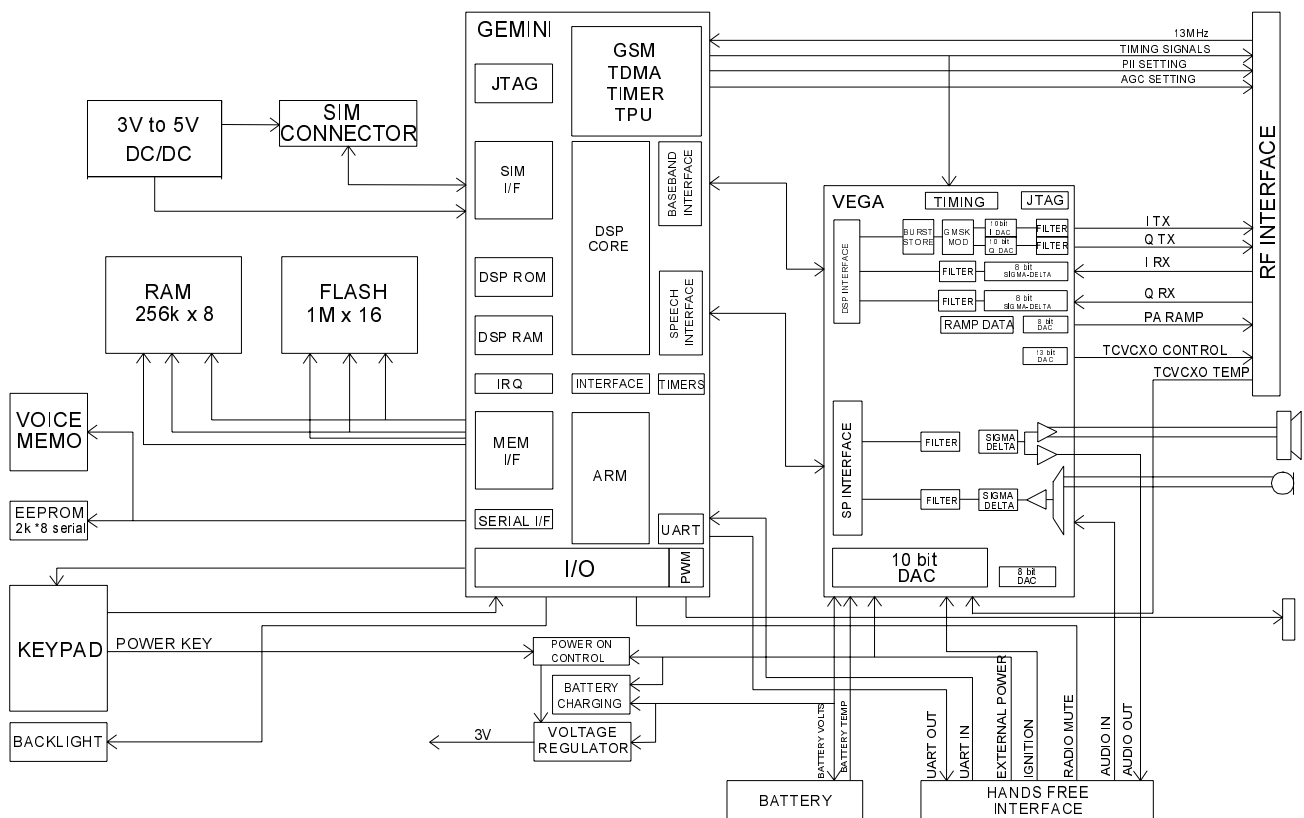 GEMINI
GSM
TDMA
TIMER
TPU
JTAG
13MHz
TIMING SIGNALS
PII SETTING
AGC SETTING
3V to 5V
DC/DC
SIM
CONNECTOR
SIM
I/F
DSP
CORE
BASEBAND
INTERFACE
RF INTERFACE
VEGA
TIMING
JTAG
BURST
STORE
GMSK
MOD
10bit
I DAC
10 bit
Q DAC
FILTER
FILTER
I TX
Q TX
DSP INTERFACE
FILTER
8 bit
SIGMA-DELTA
I RX
FILTER
8 bit
SIGMA-DELTA
Q RX
RAMP DATA
8 bit
DAC
PA RAMP
13 bit
DAC
TCVCXO CONTROL
TCVCXO TEMP
DSP ROM
SPEECH
INTERFACE
RAM
256k x 8
FLASH
1M x 16
DSP RAM
IRQ
INTERFACE
TIMERS
VOICE
MEMO
MEM
I/F
ARM
SP INTERFACE
FILTER
SIGMA
DELTA
FILTER
SIGMA
DELTA
EEPROM
2k *8 serial
SERIAL I/F
UART
I/O
PWM
10 bit
DAC
8 bit
DAC
KEYPAD
POWER KEY
POWER ON
CONTROL
BATTERY
CHARGING
BACKLIGHT
3V
VOLTAGE
REGULATOR
BATTERY VOLTS
BATTERY TEMP
UART OUT
UART IN
EXTERNAL POWER
IGNITION
RADIO MUTE
AUDIO IN
AUDIO OUT
BATTERY
HANDS FREE
INTERFACE